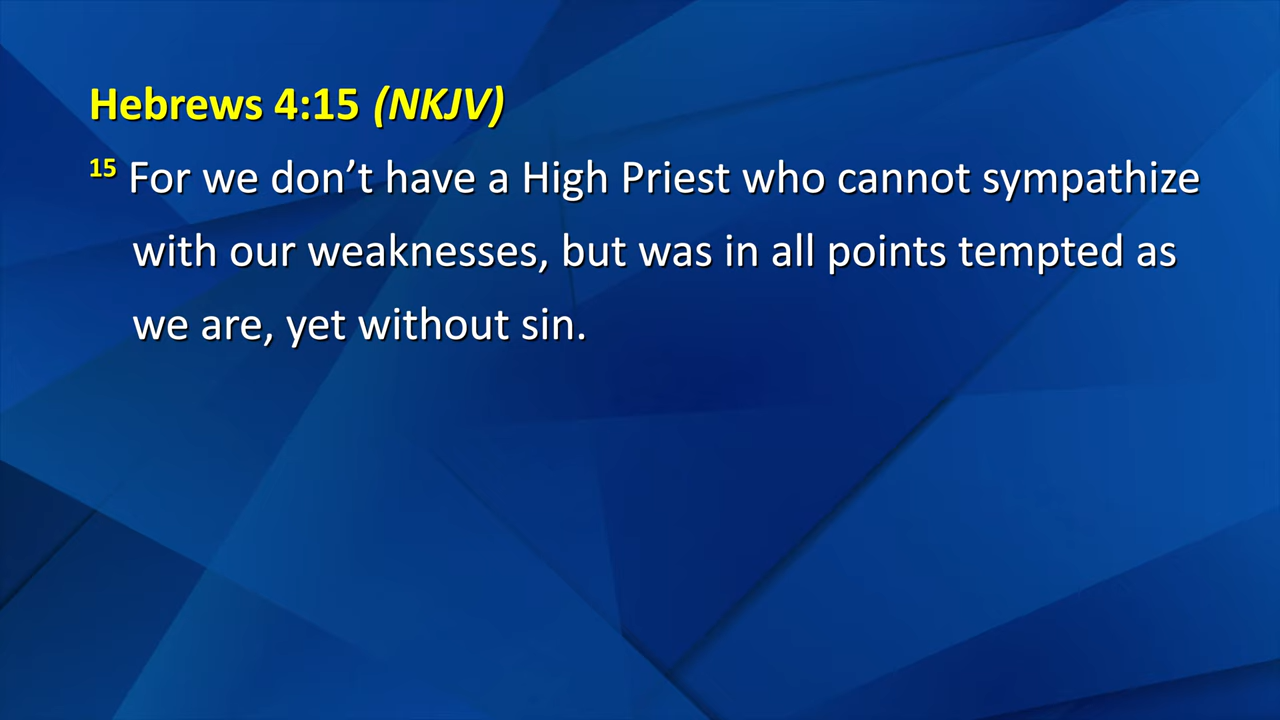 Hebrews 4:15 (NKJV)
15 For we don’t have a High Priest who cannot sympathize
with our weaknesses, but was in all points tempted as
we are, yet without sin.